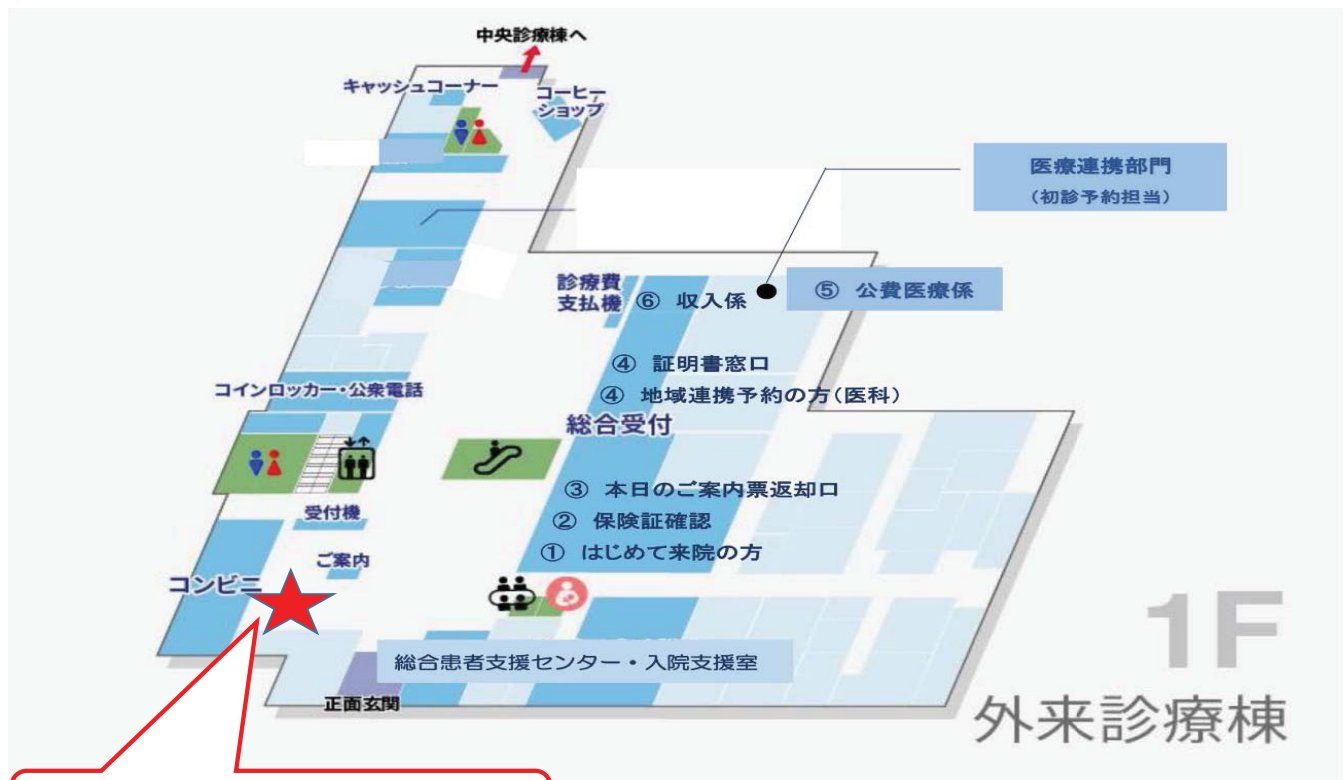 中央診療棟へ
キャッシュコーナー
コーヒー
ショップ
医療連携部門
（初診予約担当）
診療費
支払機
⑥ 収入係
⑤ 公費医療係
④ 証明書窓口
④ 地域連携予約の方（医科）
コインロッカー・公衆電話
総合受付
③ 本日のご案内票返却口
受付機
② 保険証確認
① はじめて来院の方
ご案内
コンビニ
総合患者支援センター・入院支援室
正面玄関
1F
外来診療棟